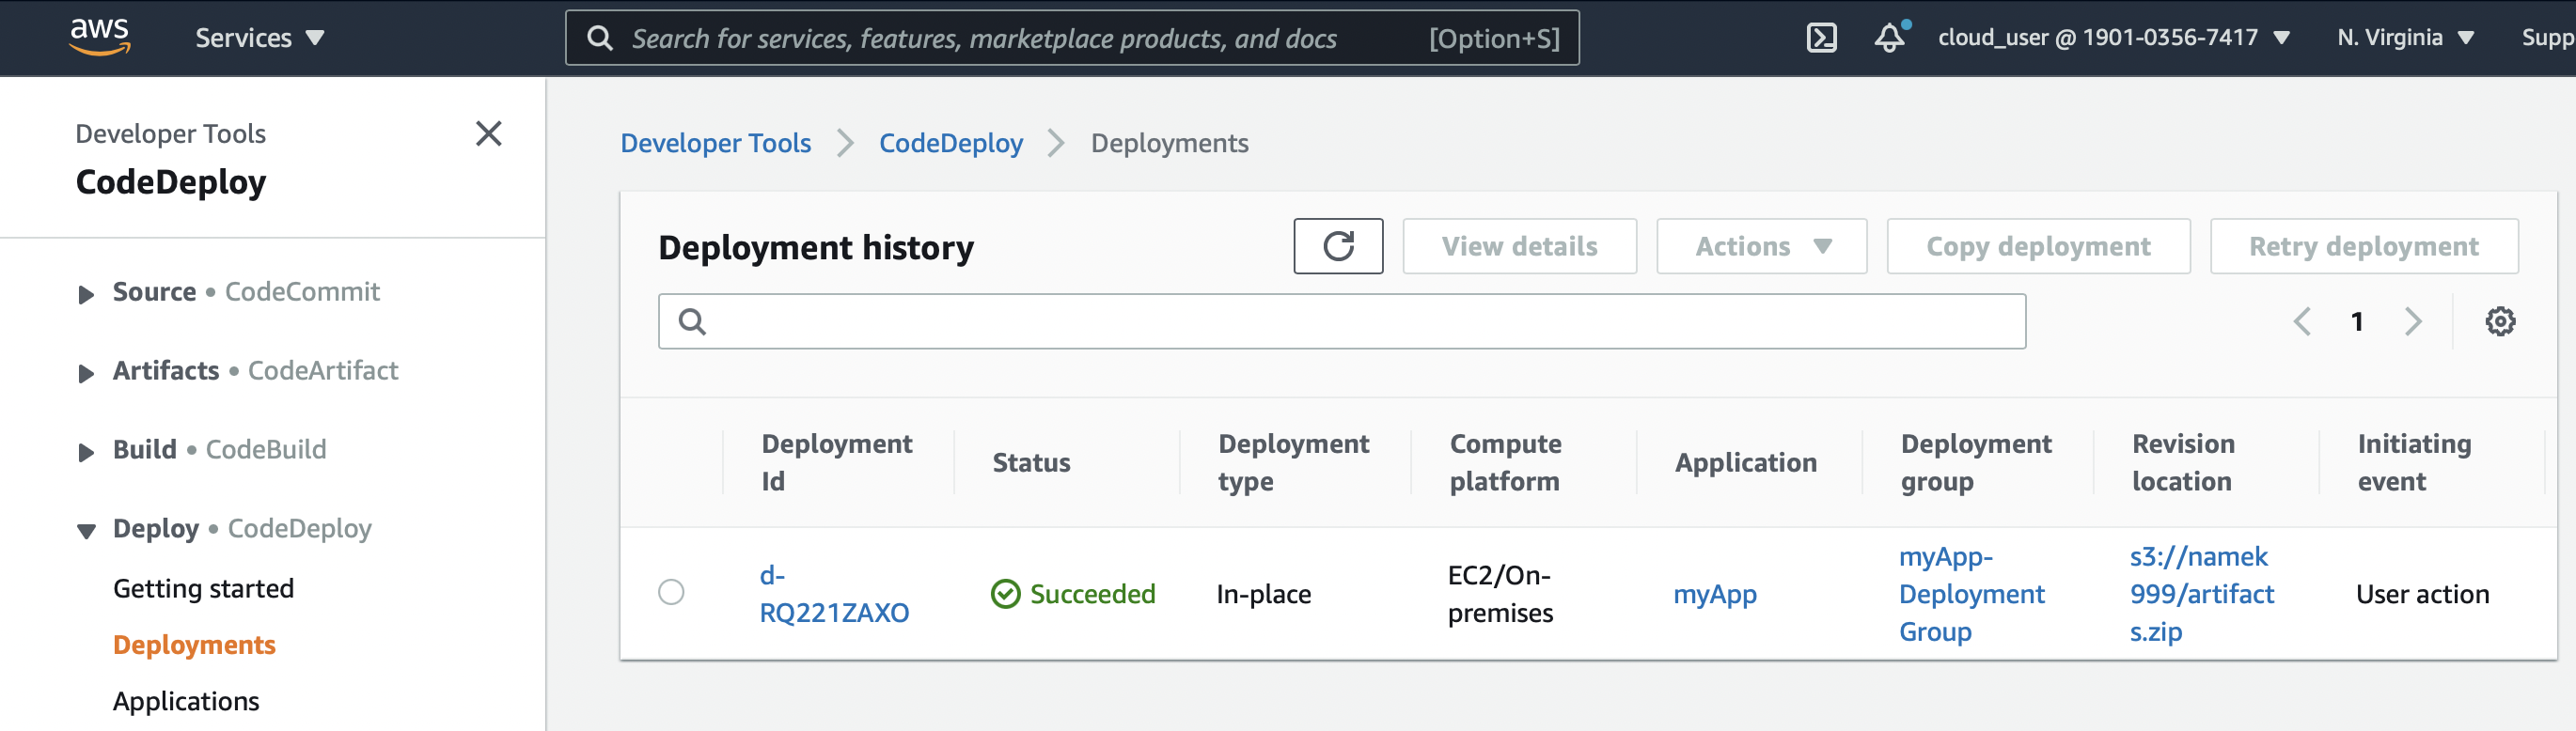 aws
Services
Search for services, features, marketplace products, and docs [Option+S]
cloud_user @ 1901-0356-7417
N. Virginia
Supp
Developer Tools
CodeDeploy
Source • CodeCommit
Artifacts • CodeArtifact
Build • CodeBuild
Deploy • CodeDeploy
Getting started
Deployments
Applications
Developer Tools > CodeDeploy > Deployments
Deployment history
View details
Actions
Copy deployment
Retry deployment
1
Deployment
Id
Status
Deployment
type
Compute
platform
Application
Deployment
group
Revision
location
Initiating
event
d-
RQ221ZAXO
Succeeded
In-place
EC2/On-
premises
myApp
myApp-
Deployment
Group
s3://namek
999/artifact
s.zip
User action